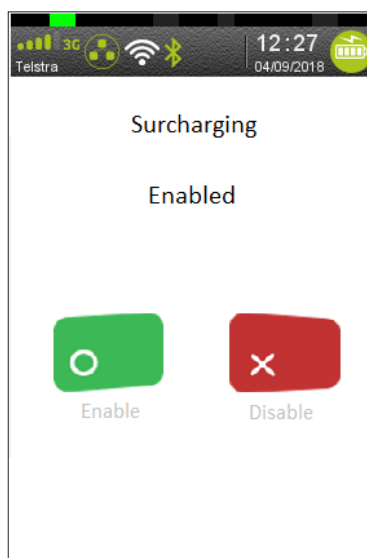 3G
12:27
Telstra
04/09/2018
Surcharging
Enabled
Enable
Disable